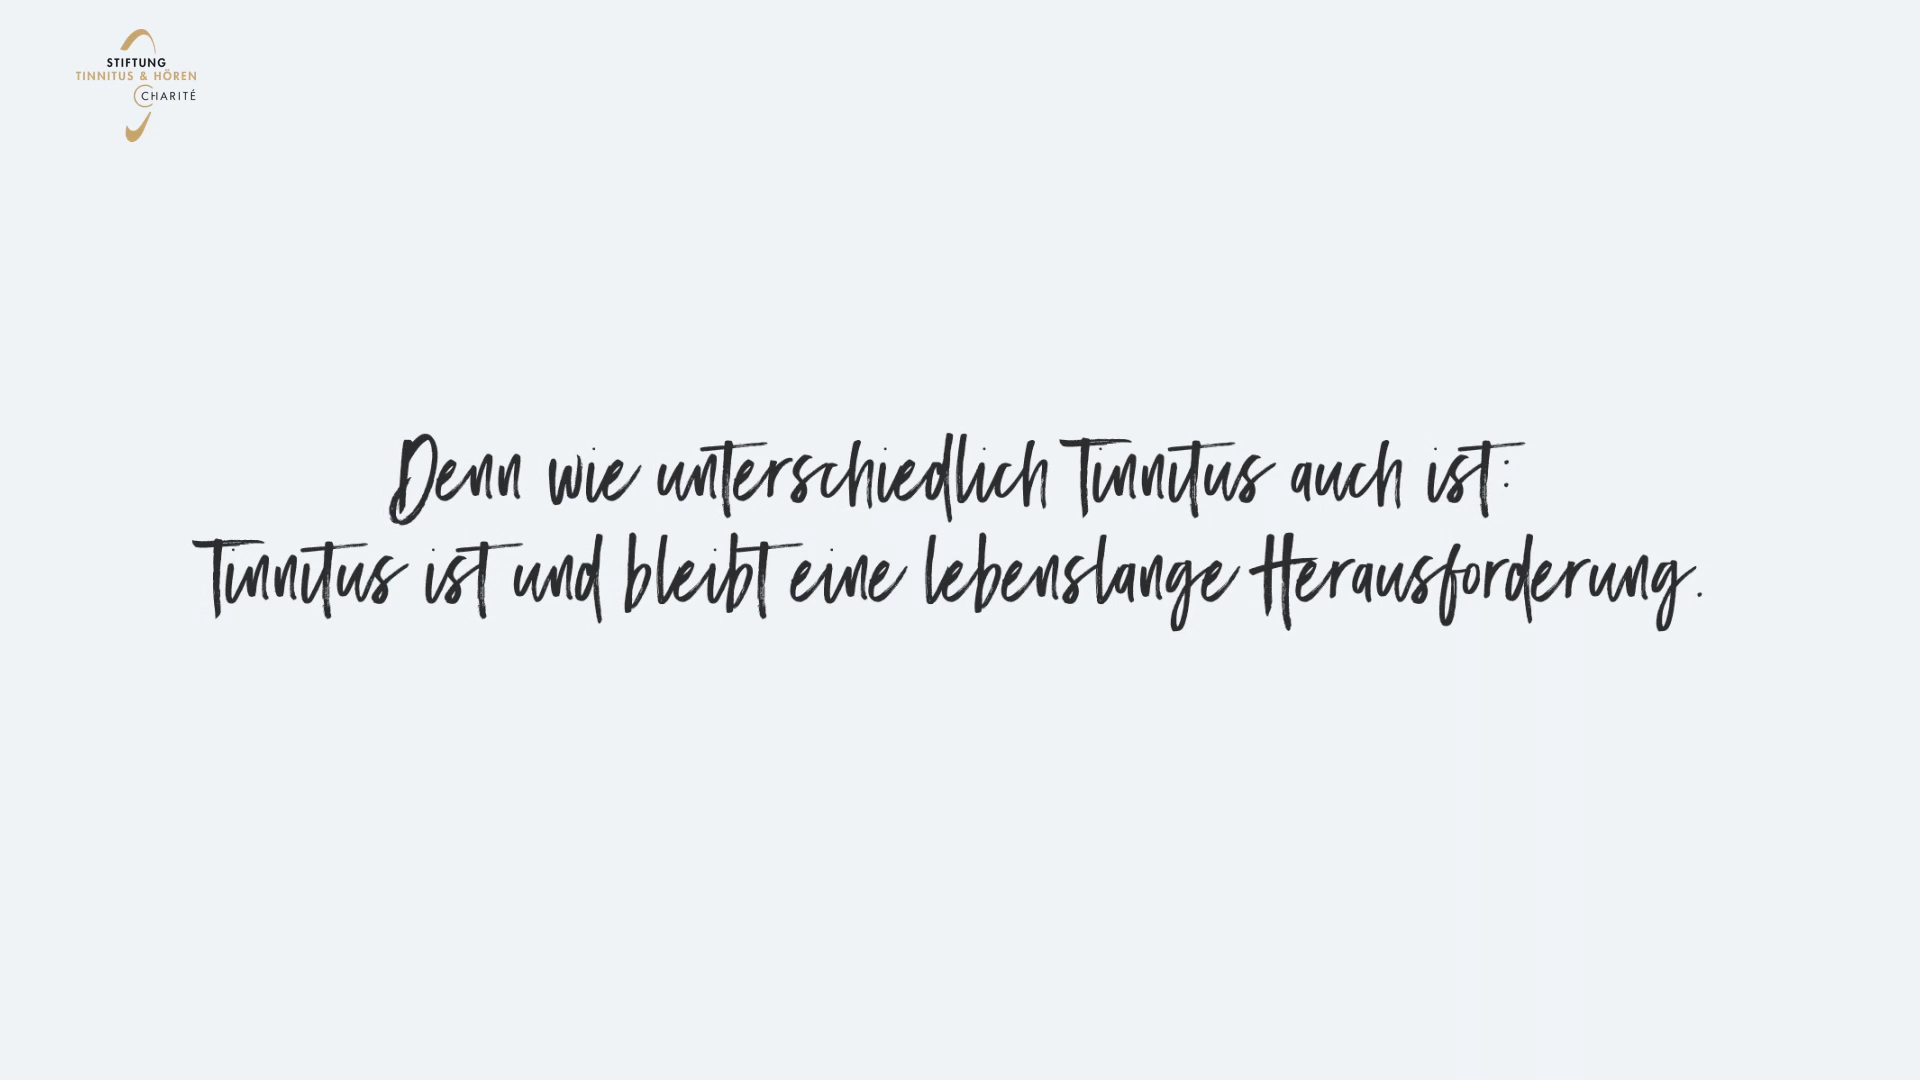 STIFTUNG
TINNITUS & HÖREN
CHARITÉ
Denn wie unterschiedlich Tinnitus auch ist:
Tinnitus ist und bleibt eine lebenslange Herausforderung.